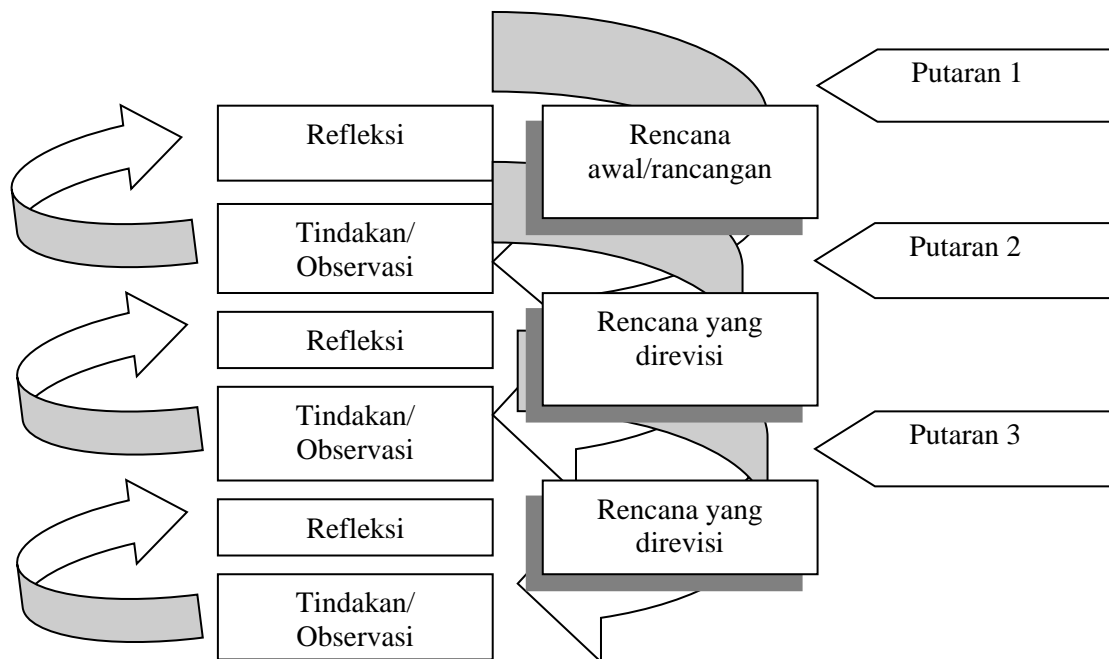 Putaran 1
Refleksi
Rencana
awal/rancangan
Tindakan/
Observasi
Putaran 2
Refleksi
Rencana yang
direvisi
Tindakan/
Observasi
Putaran 3
Refleksi
Rencana yang
direvisi
Tindakan/
Observasi